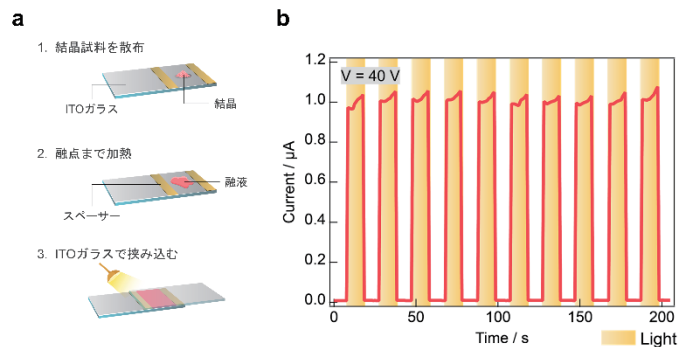 a
1. 結晶試料を散布
ITOガラス
結晶
2. 融点まで加熱
融液
スペーサー
3. ITOガラスで挟み込む
b
V = 40 V
Current / μA
1.2
1.0
0.8
0.6
0.4
0.2
0.0
0 50 100 150 200
Time / s
Light